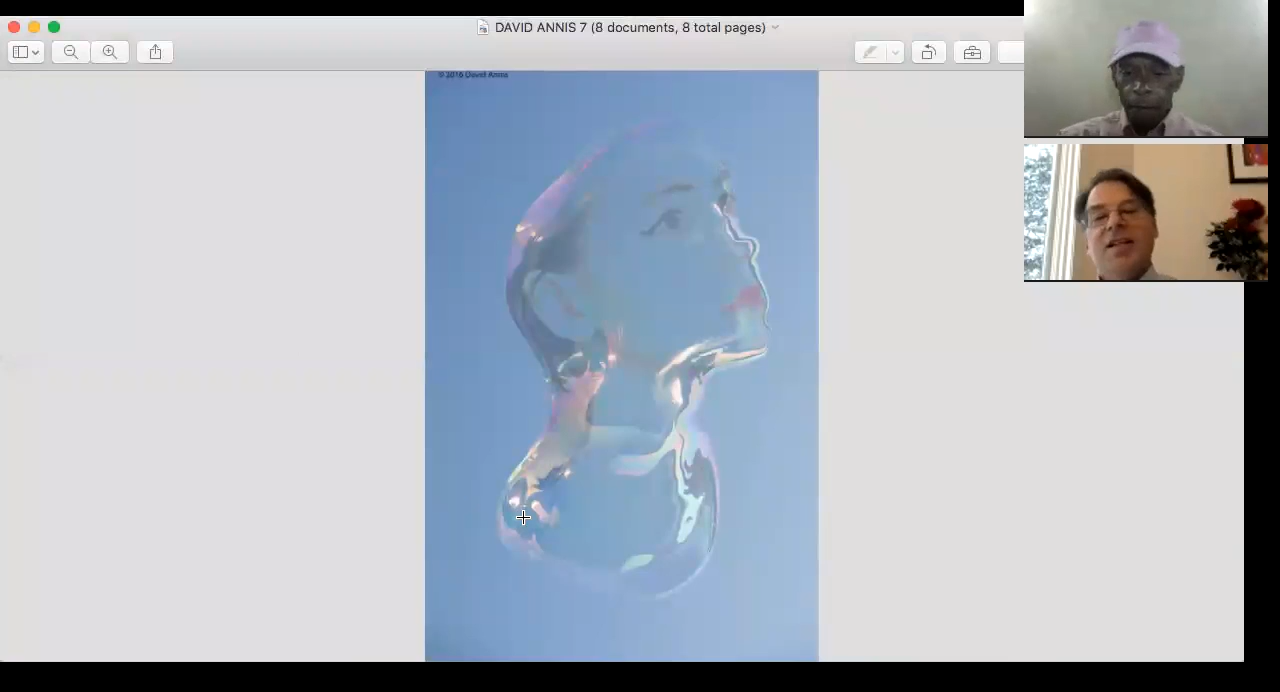 DAVID ANNIS 7 (8 documents, 8 total pages)
© 2016 David Annis